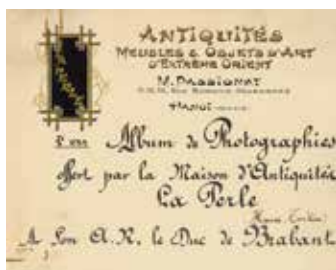 ANTIQUITÉS
MEUBLES & OBJETS D'ART
D'EXTRÊME ORIENT
M. PASSIGNAT
HANOI
Album de Photographies
offert par la Maison d'Antiquités
La Perle
A Son A.R. le Duc de Brabant